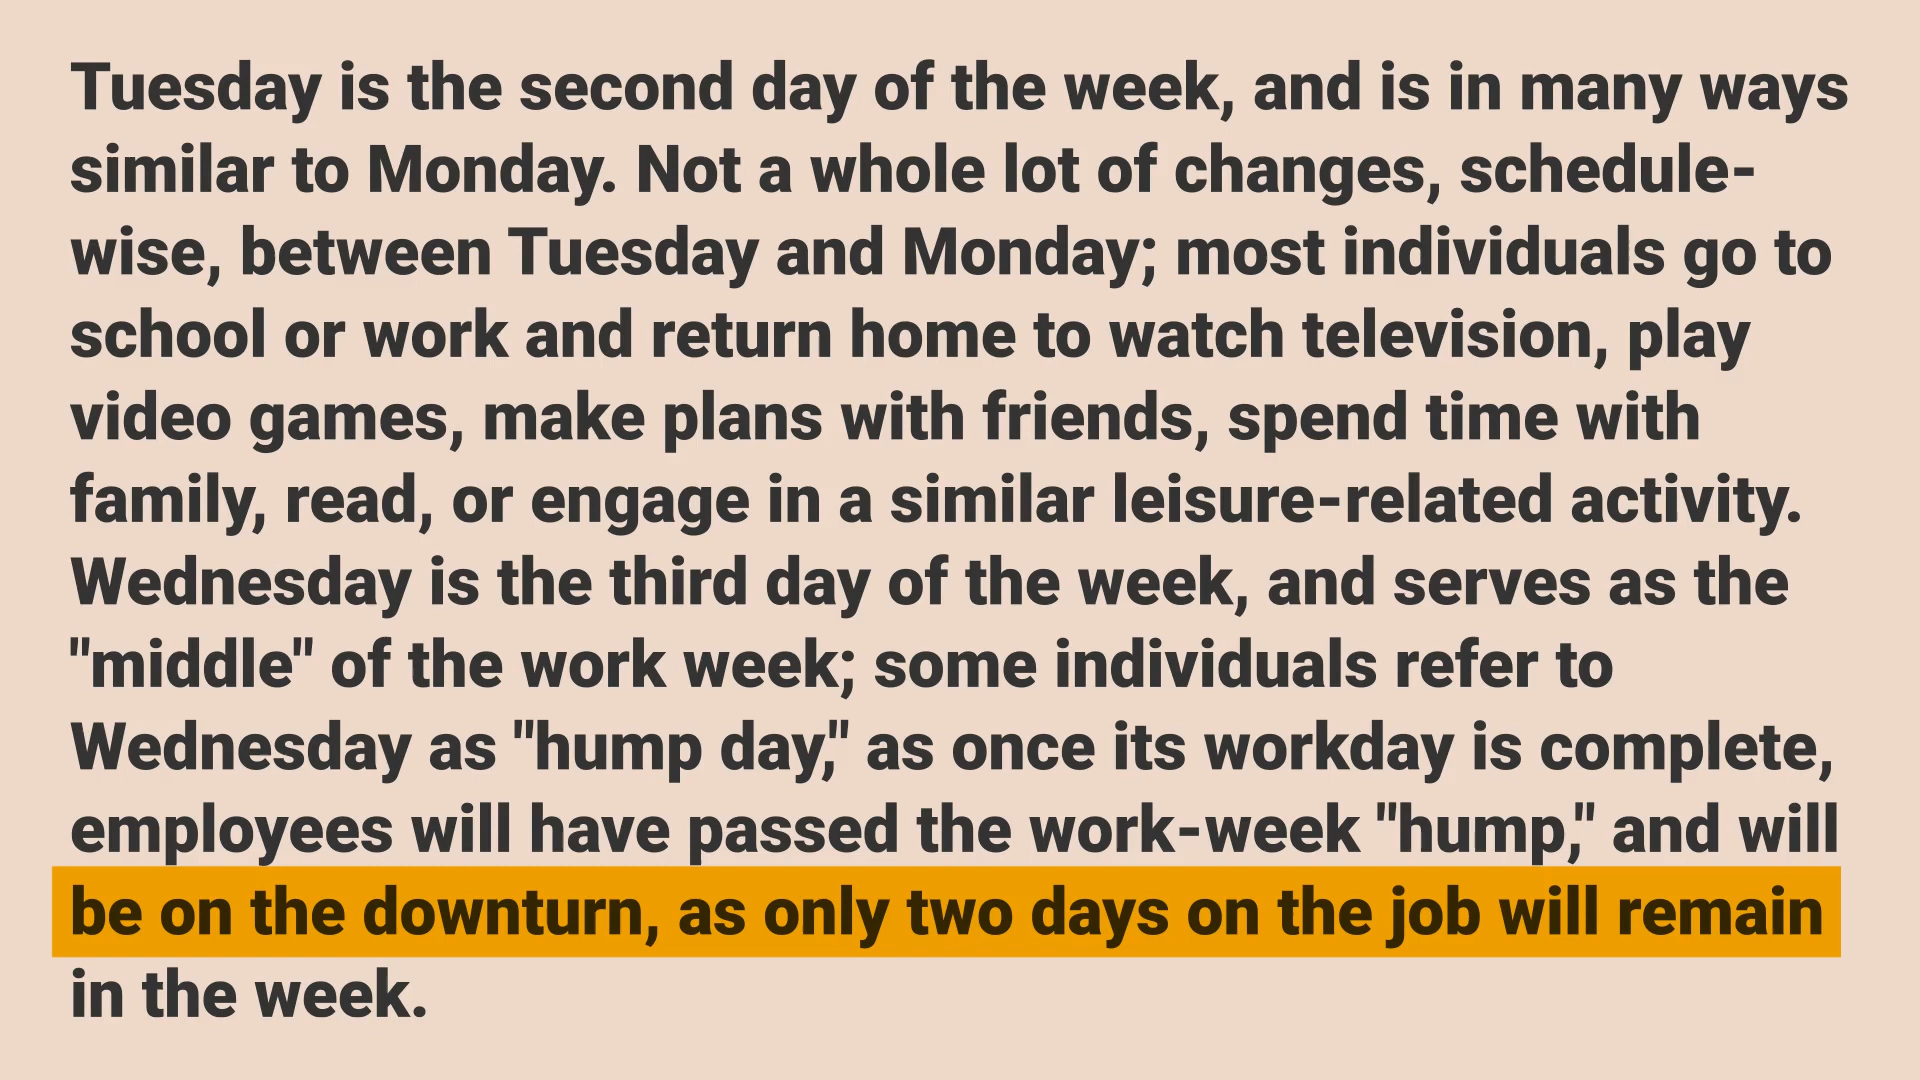 Tuesday is the second day of the week, and is in many ways
similar to Monday. Not a whole lot of changes, schedule-
wise, between Tuesday and Monday; most individuals go to
school or work and return home to watch television, play
video games, make plans with friends, spend time with
family, read, or engage in a similar leisure-related activity.
Wednesday is the third day of the week, and serves as the
"middle" of the work week; some individuals refer to
Wednesday as "hump day," as once its workday is complete,
employees will have passed the work-week "hump," and will
be on the downturn, as only two days on the job will remain
in the week.